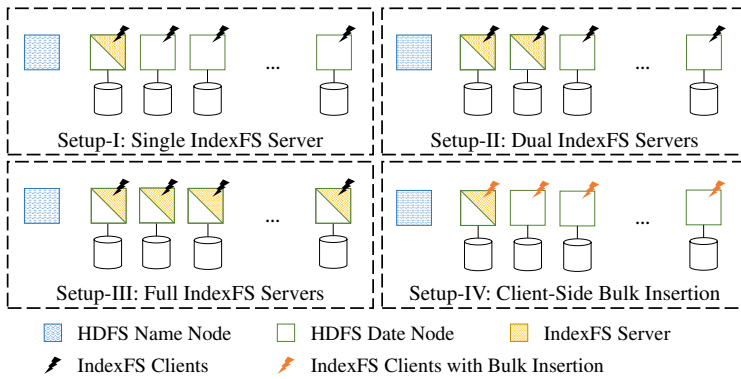 ...
...
Setup-I: Single IndexFS Server
Setup-II: Dual IndexFS Servers
...
...
Setup-III: Full IndexFS Servers
Setup-IV: Client-Side Bulk Insertion
HDFS Name Node
HDFS Date Node
IndexFS Server
IndexFS Clients
IndexFS Clients with Bulk Insertion